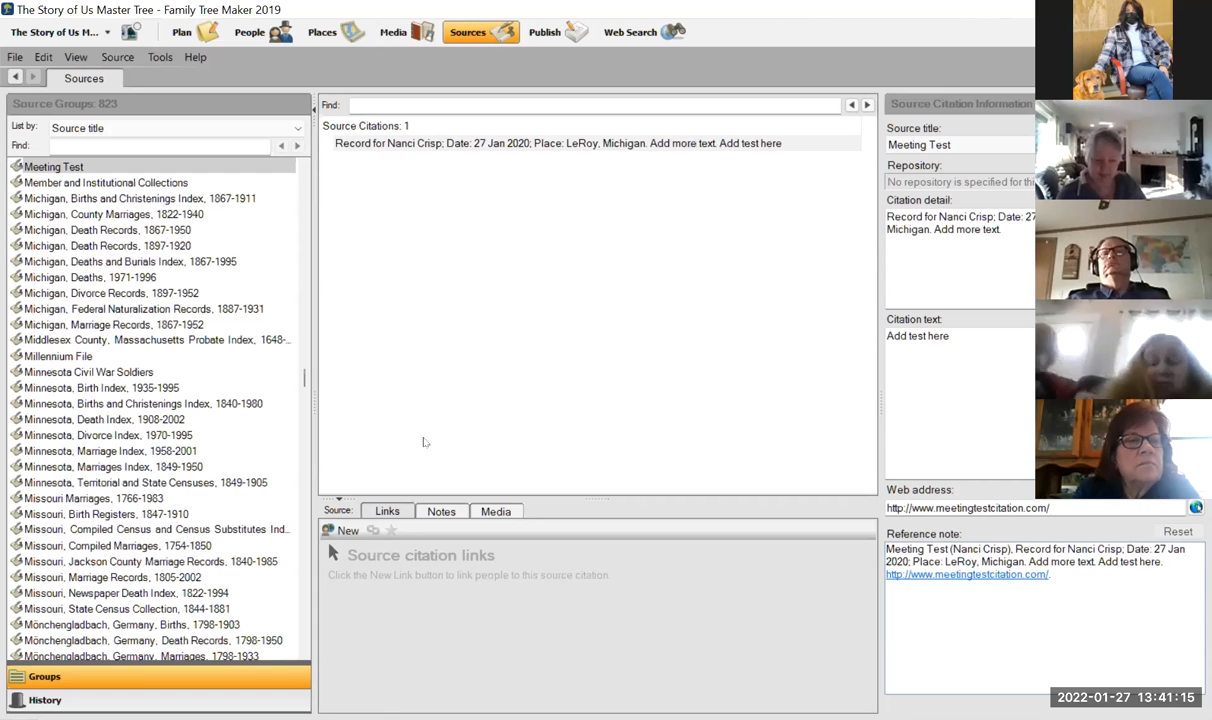 The Story of Us Master Tree - Family Tree Maker 2019
The Story of Us M... Plan People Places Media Sources Publish Web Search
File Edit View Source Tools Help
Sources
Source Groups: 823
List by: Source title
Find:
Meeting Test
Member and Institutional Collections
Michigan, Births and Christenings Index, 1867-1911
Michigan, County Marriages, 1822-1940
Michigan, Death Records, 1867-1950
Michigan, Death Records, 1897-1920
Michigan, Deaths and Burials Index, 1867-1995
Michigan, Deaths, 1971-1996
Michigan, Divorce Records, 1897-1952
Michigan, Federal Naturalization Records, 1887-1931
Michigan, Marriage Records, 1867-1952
Middlesex County, Massachusetts Probate Index, 1648-...
Millennium File
Minnesota Civil War Soldiers
Minnesota, Birth Index, 1935-1995
Minnesota, Births and Christenings Index, 1840-1980
Minnesota, Death Index, 1908-2002
Minnesota, Divorce Index, 1970-1995
Minnesota, Marriage Index, 1958-2001
Minnesota, Marriages Index, 1849-1950
Minnesota, Territorial and State Censuses, 1849-1905
Missouri Marriages, 1766-1983
Missouri, Birth Registers, 1847-1910
Missouri, Compiled Census and Census Substitutes Ind...
Missouri, Compiled Marriages, 1754-1850
Missouri, Jackson County Marriage Records, 1840-1985
Missouri, Marriage Records, 1805-2002
Missouri, Newspaper Death Index, 1822-1994
Missouri, State Census Collection, 1844-1881
Mönchengladbach, Germany, Births, 1798-1903
Mönchengladbach, Germany, Death Records, 1798-1950
Mönchengladbach, Germany, Marriages, 1798-1933
Groups
History
Find:
Source Citations: 1
Record for Nanci Crisp; Date: 27 Jan 2020; Place: LeRoy, Michigan. Add more text. Add test here
Source: Links Notes Media
New
Source citation links
Click the New Link button to link people to this source citation.
Source Citation Information
Source title:
Meeting Test
Repository:
No repository is specified for thi
Citation detail:
Record for Nanci Crisp; Date: 27
Michigan. Add more text.
Citation text:
Add test here
Web address:
http://www.meetingtestcitation.com/
Reference note: Reset
Meeting Test (Nanci Crisp), Record for Nanci Crisp; Date: 27 Jan
2020; Place: LeRoy, Michigan. Add more text. Add test here.
http://www.meetingtestcitation.com/.
2022-01-27 13:41:15